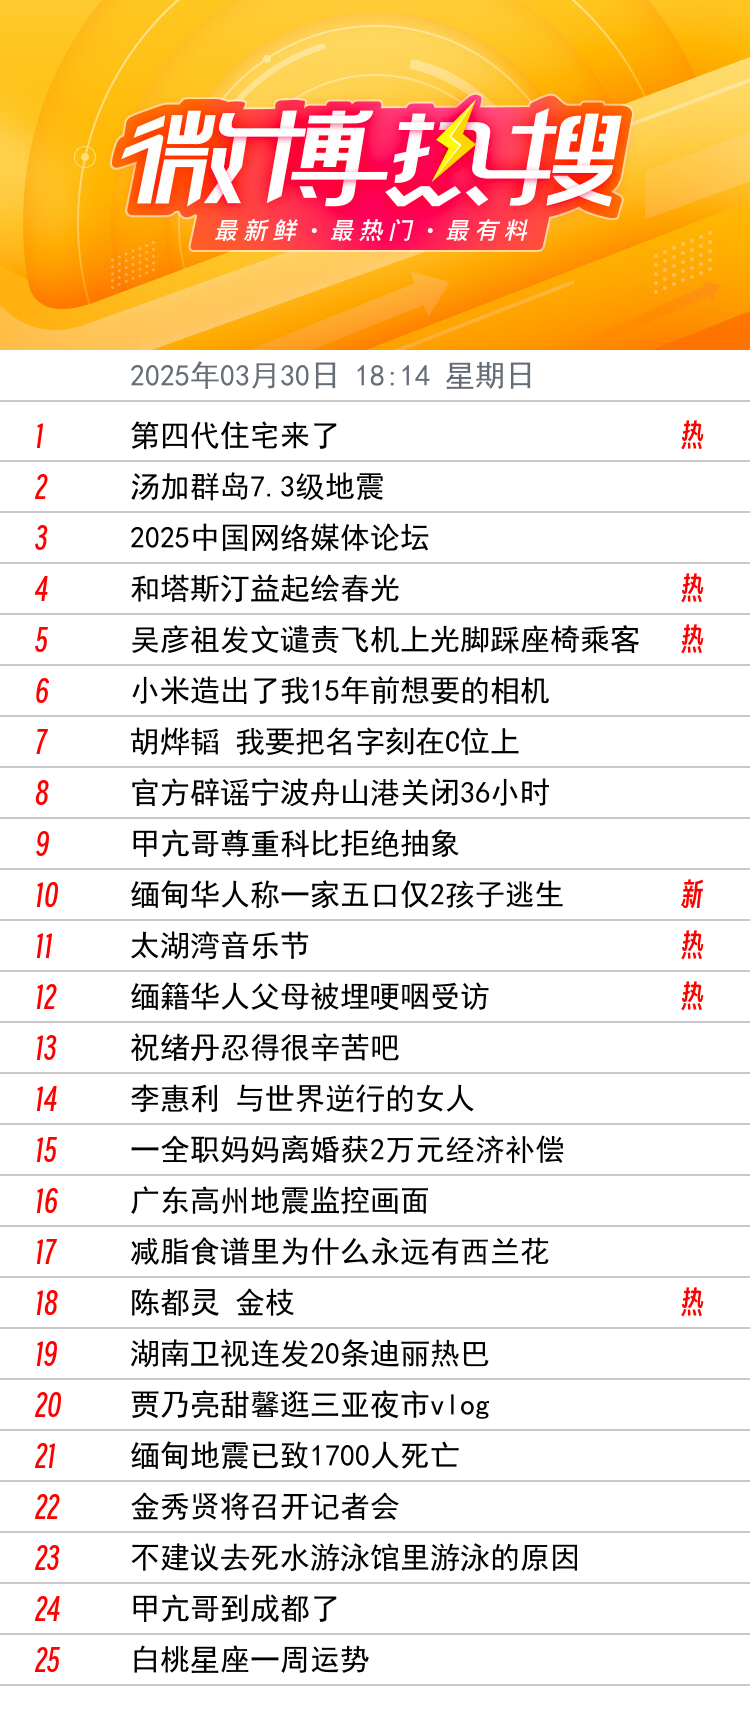 微博热搜
最新鲜·最热门·最有料
2025年03月30日 18:14 星期日
1 第四代住宅来了 热
2 汤加群岛7.3级地震
3 2025中国网络媒体论坛
4 和塔斯汀益起绘春光 热
5 吴彦祖发文谴责飞机上光脚踩座椅乘客 热
6 小米造出了我15年前想要的相机
7 胡烨韬 我要把名字刻在C位上
8 官方辟谣宁波舟山港关闭36小时
9 甲亢哥尊重科比拒绝抽象
10 缅甸华人称一家五口仅2孩子逃生 新
11 太湖湾音乐节 热
12 缅籍华人父母被埋哽咽受访 热
13 祝绪丹忍得很辛苦吧
14 李惠利 与世界逆行的女人
15 一全职妈妈离婚获2万元经济补偿
16 广东高州地震监控画面
17 减脂食谱里为什么永远有西兰花
18 陈都灵 金枝 热
19 湖南卫视连发20条迪丽热巴
20 贾乃亮甜馨逛三亚夜市vlog
21 缅甸地震已致1700人死亡
22 金秀贤将召开记者会
23 不建议去死水游泳馆里游泳的原因
24 甲亢哥到成都了
25 白桃星座一周运势